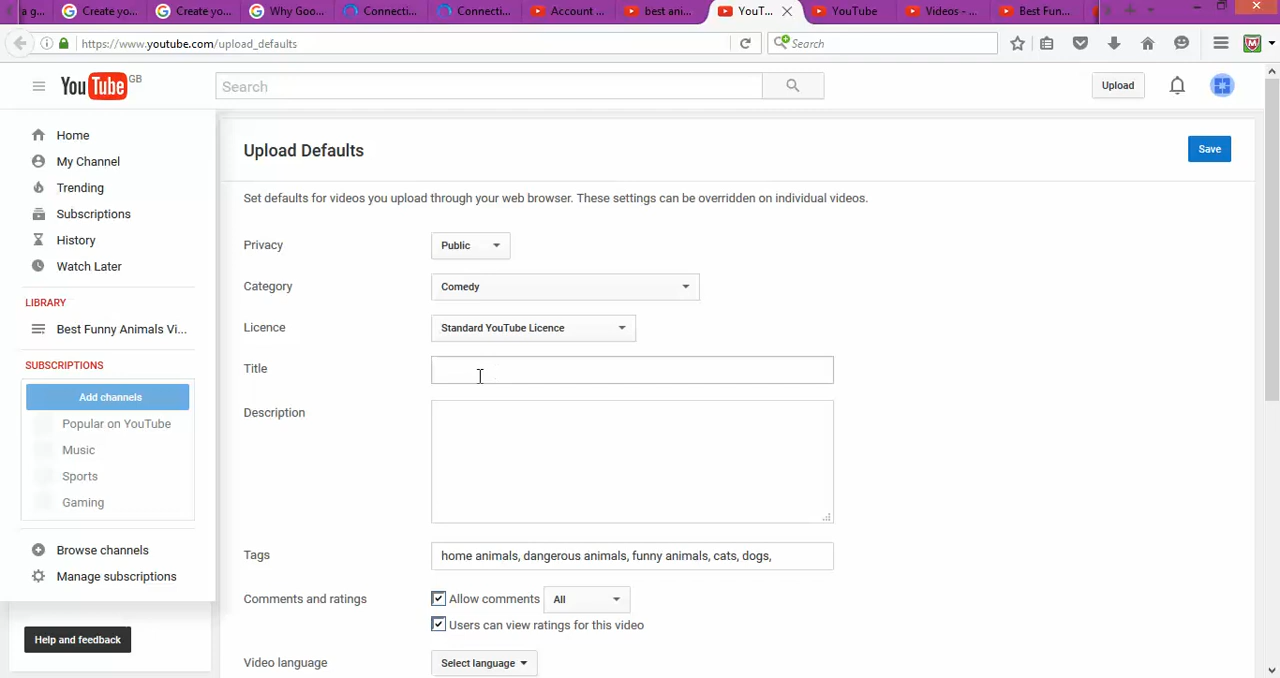 a g...
Create yo...
Create yo...
Why Goo...
Connecti...
Connectio...
Account ...
best ani...
YouT...
YouTube
Videos - ...
Best Fun...
https://www.youtube.com/upload_defaults
Search
YouTube GB
Search
Upload
Home
My Channel
Trending
Subscriptions
History
Watch Later
LIBRARY
Best Funny Animals Vi...
SUBSCRIPTIONS
Add channels
Popular on YouTube
Music
Sports
Gaming
Browse channels
Manage subscriptions
Help and feedback
Upload Defaults
Save
Set defaults for videos you upload through your web browser. These settings can be overridden on individual videos.
Privacy Public
Category Comedy
Licence Standard YouTube Licence
Title
Description
Tags home animals, dangerous animals, funny animals, cats, dogs,
Comments and ratings Allow comments All
Users can view ratings for this video
Video language Select language